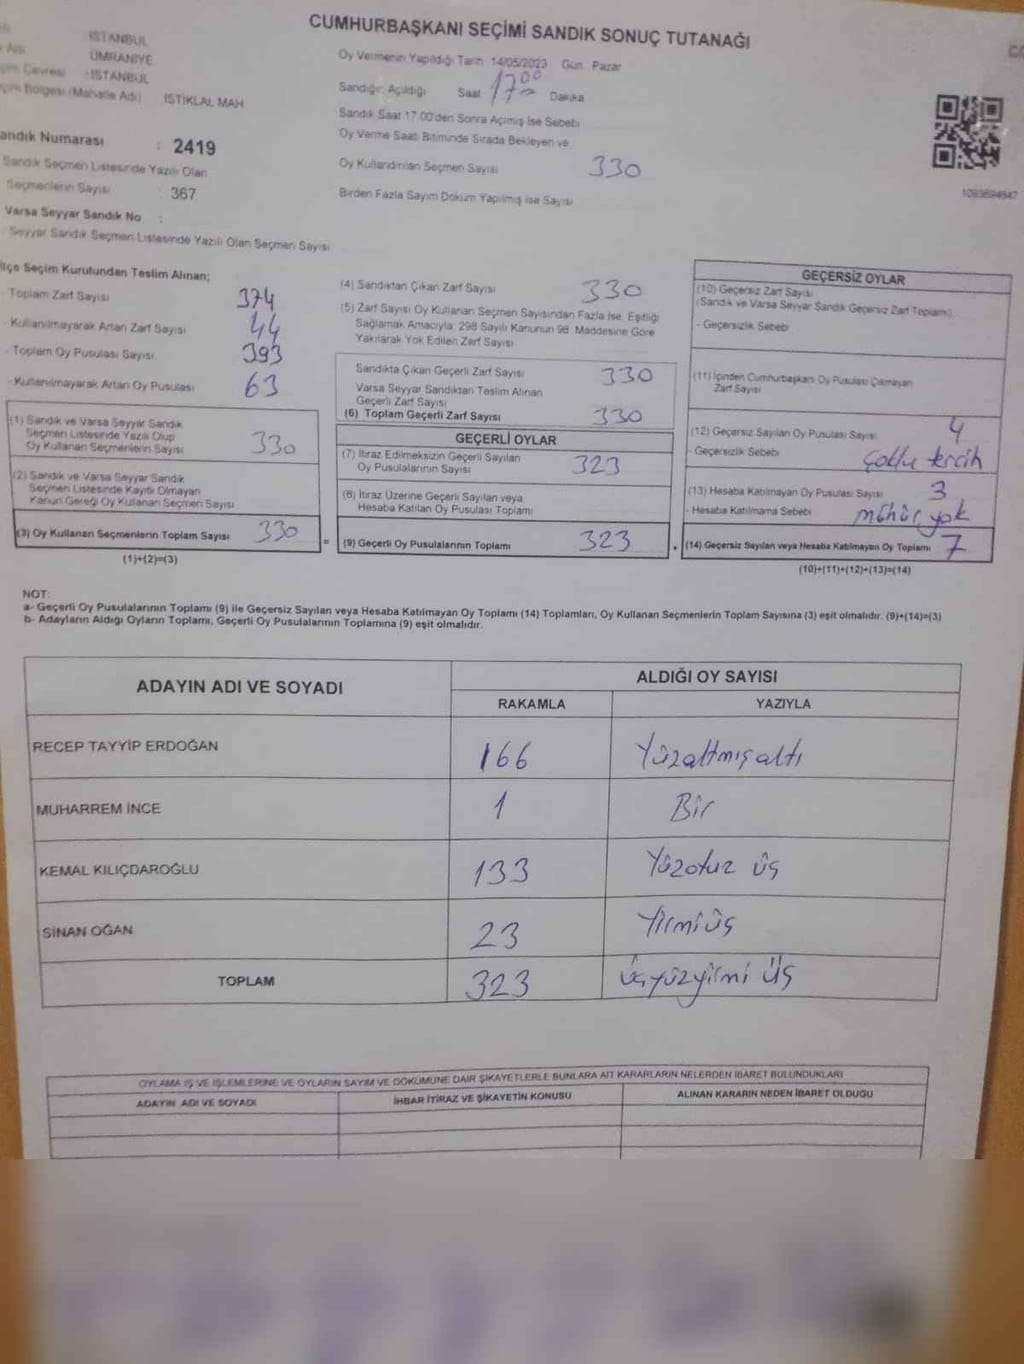 CUMHURBAŞKANI SEÇİMİ SANDIK SONUÇ TUTANAĞI
İSTANBUL
ÜMRANİYE
İSTANBUL
Bölgesi (Mahalle Adı) İSTİKLAL MAH
Sandık Numarası : 2419
Sandık Seçmen Listesinde Yazılı Olan
Seçmenlerin Sayısı : 367
Varsa Seyyar Sandık No :
Seyyar Sandık Seçmen Listesinde Yazılı Olan Seçmen Sayısı
Oy Vermenin Yapıldığı Tarih 14/05/2023 Gün: Pazar
Sandığın Açıldığı Saat 17 00 Dakika
Sandık Saat 17.00'den Sonra Açılmış İse Sebebi
Oy Verme Saati Bitiminde Sırada Bekleyen ve
Oy Kullandırılan Seçmen Sayısı 330
Birden Fazla Sayım Döküm Yapılmış ise Sayısı
1093694647
İlçe Seçim Kurulundan Teslim Alınan;
Toplam Zarf Sayısı 374
- Kullanılmayarak Artan Zarf Sayısı 44
- Toplam Oy Pusulası Sayısı 393
- Kullanılmayarak Artan Oy Pusulası 63
(1) Sandık ve Varsa Seyyar Sandık
Seçmen Listesinde Yazılı Olup
Oy Kullanan Seçmenlerin Sayısı 330
(2) Sandık ve Varsa Seyyar Sandık
Seçmen Listesinde Kayıtlı Olmayan
Kanun Gereği Oy Kullanan Seçmen Sayısı
(3) Oy Kullanan Seçmenlerin Toplam Sayısı 330
(1)+(2)=(3)
(4) Sandıktan Çıkan Zarf Sayısı 330
(5) Zarf Sayısı Oy Kullanan Seçmen Sayısından Fazla İse, Eşitliği
Sağlamak Amacıyla; 298 Sayılı Kanunun 98. Maddesine Göre
Yakılarak Yok Edilen Zarf Sayısı
Sandıkta Çıkan Geçerli Zarf Sayısı 330
Varsa Seyyar Sandıktan Teslim Alınan
Geçerli Zarf Sayısı
(6) Toplam Geçerli Zarf Sayısı 330
GEÇERLİ OYLAR
(7) İtiraz Edilmeksizin Geçerli Sayılan
Oy Pusulalarının Sayısı 323
(8) İtiraz Üzerine Geçerli Sayılan veya
Hesaba Katılan Oy Pusulası Toplamı
= (9) Geçerli Oy Pusulalarının Toplamı 323
GEÇERSİZ OYLAR
(10) Geçersiz Zarf Sayısı
(Sandık ve Varsa Seyyar Sandık Geçersiz Zarf Toplamı)
- Geçersizlik Sebebi
(11) İçinden Cumhurbaşkanı Oy Pusulası Çıkmayan
Zarf Sayısı
(12) Geçersiz Sayılan Oy Pusulası Sayısı 4
- Geçersizlik Sebebi çoklu tercih
(13) Hesaba Katılmayan Oy Pusulası Sayısı 3
- Hesaba Katılmama Sebebi mühür yok
+ (14) Geçersiz Sayılan veya Hesaba Katılmayan Oy Toplamı 7
(10)+(11)+(12)+(13)=(14)
NOT:
a- Geçerli Oy Pusulalarının Toplamı (9) ile Geçersiz Sayılan veya Hesaba Katılmayan Oy Toplamı (14) Toplamları, Oy Kullanan Seçmenlerin Toplam Sayısına (3) eşit olmalıdır. (9)+(14)=(3)
b- Adayların Aldığı Oyların Toplamı, Geçerli Oy Pusulalarının Toplamına (9) eşit olmalıdır.
ADAYIN ADI VE SOYADI ALDIĞI OY SAYISI
RAKAMLA YAZIYLA
RECEP TAYYİP ERDOĞAN 166 Yüzaltmışaltı
MUHARREM İNCE 1 Bir
KEMAL KILIÇDAROĞLU 133 Yüzotuz üç
SİNAN OĞAN 23 Yirmiüç
TOPLAM 323 Üçyüzyirmi üç
OYLAMA İŞ VE İŞLEMLERİNE VE OYLARIN SAYIM VE DÖKÜMÜNE DAİR ŞİKAYETLERLE BUNLARA AİT KARARLARIN NELERDEN İBARET BULUNDUKLARI
ADAYIN ADI VE SOYADI İHBAR İTİRAZ VE ŞİKAYETİN KONUSU ALINAN KARARIN NEDEN İBARET OLDUĞU